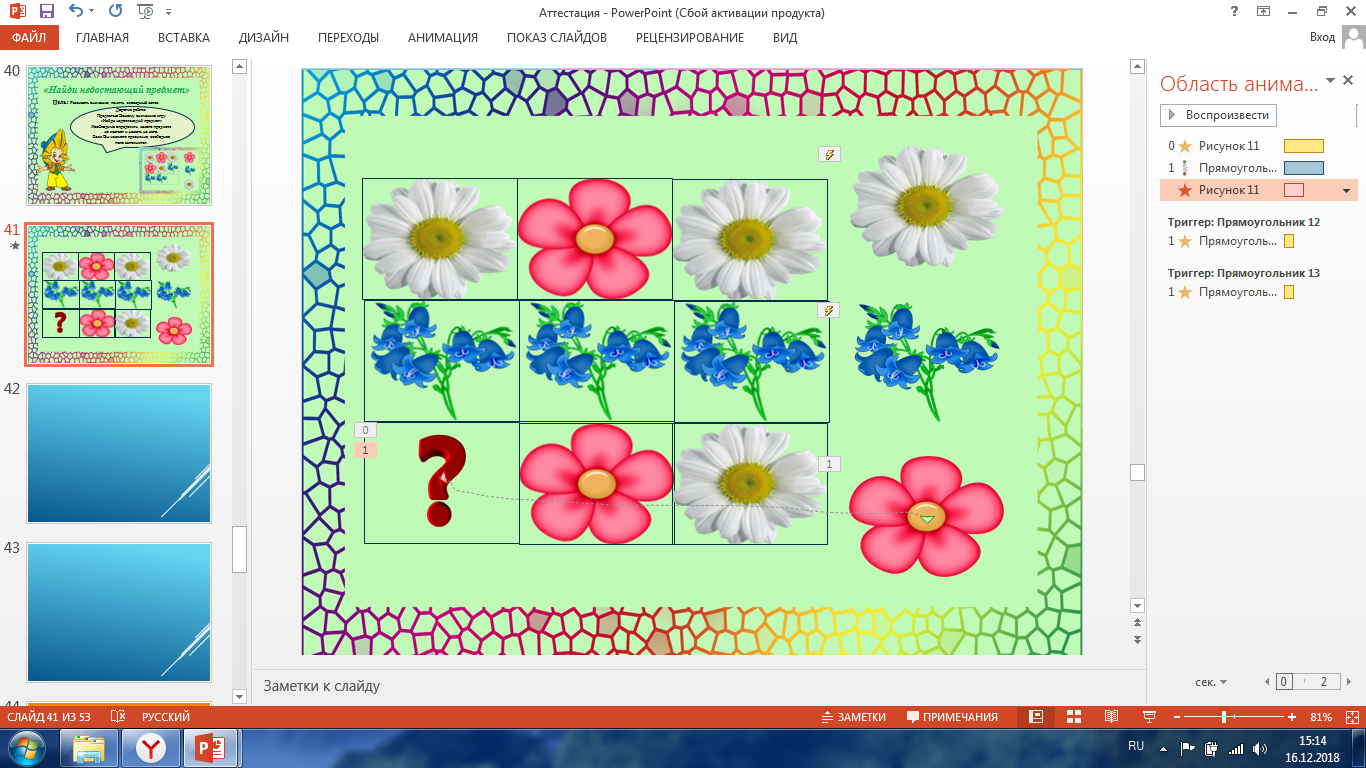 Аттестация - PowerPoint (Сбой активации продукта)
ФАЙЛ ГЛАВНАЯ ВСТАВКА ДИЗАЙН ПЕРЕХОДЫ АНИМАЦИЯ ПОКАЗ СЛАЙДОВ РЕЦЕНЗИРОВАНИЕ ВИД Вход
40
«Найди недостающий предмет»
41
?
42
43
0
1
?
1
Заметки к слайду
Область анима...
Воспроизвести
0 Рисунок 11
1 Прямоуголь...
Рисунок 11
Триггер: Прямоугольник 12
1 Прямоуголь...
Триггер: Прямоугольник 13
1 Прямоуголь...
сек. 0 2
СЛАЙД 41 ИЗ 53 РУССКИЙ ЗАМЕТКИ ПРИМЕЧАНИЯ 81%
RU 15:14
16.12.2018